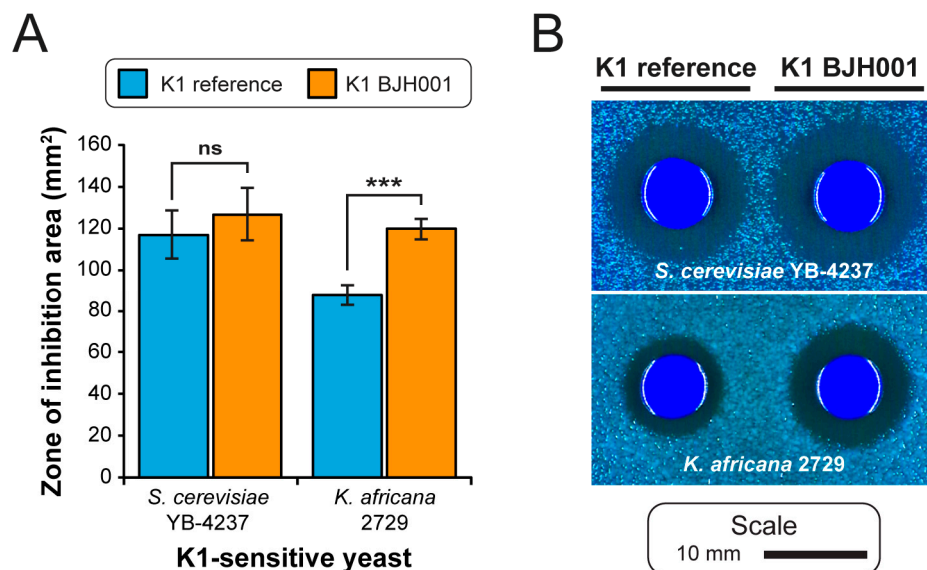 A
K1 reference
K1 BJH001
Zone of inhibition area (mm²)
160
140
120
100
80
60
40
20
0
ns
***
S. cerevisiae
YB-4237
K. africana
2729
K1-sensitive yeast
B
K1 reference
K1 BJH001
S. cerevisiae YB-4237
K. africana 2729
Scale
10 mm